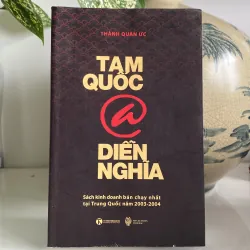 THÀNH QUÂN ỨC
TAM
QUỐC
@
DIỄN
NGHĨA
Sách kinh doanh bán chạy nhất
tại Trung Quốc năm 2003-2004